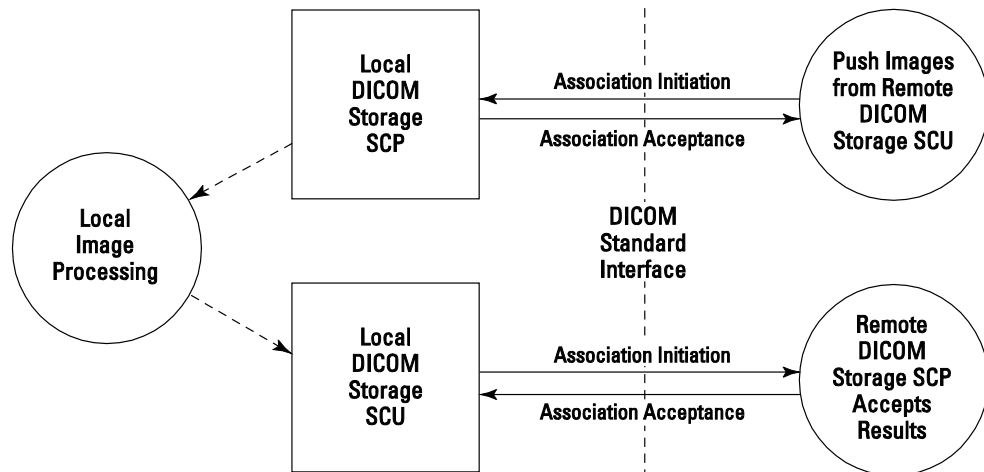 Local
DICOM
Storage
SCP
Association Initiation
Association Acceptance
Push Images
from Remote
DICOM
Storage SCU
Local
Image
Processing
DICOM
Standard
Interface
Local
DICOM
Storage
SCU
Association Initiation
Association Acceptance
Remote
DICOM
Storage SCP
Accepts
Results